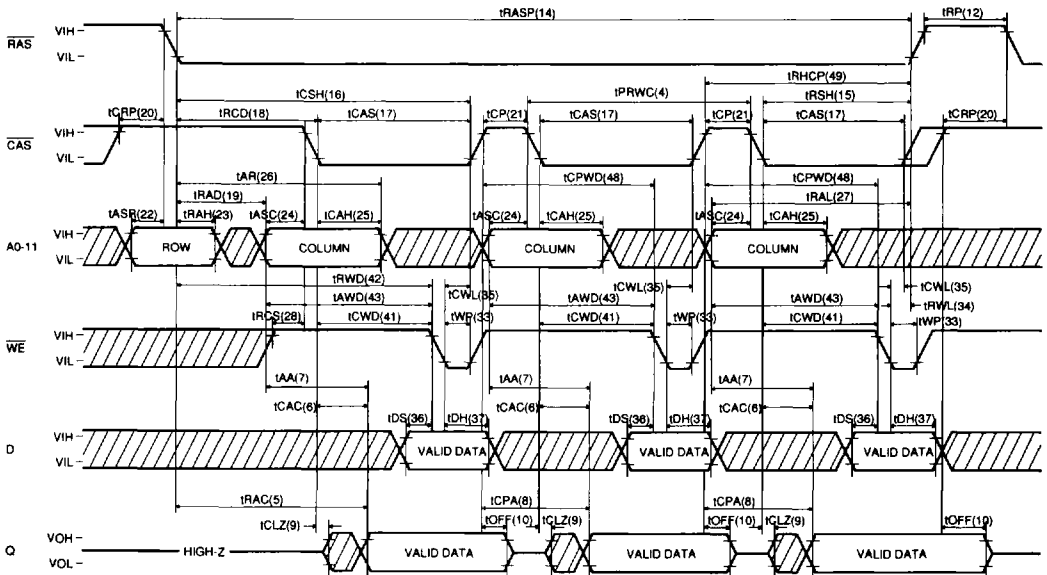 tRASP(14) tRP(12)
RAS VIH
VIL
tRHCP(49)
tCSH(16) tPRWC(4) tRSH(15)
tCRP(20) tRCD(18) tCAS(17) tCP(21) tCAS(17) tCP(21) tCAS(17) tCRP(20)
CAS VIH
VIL
tAR(26) tCPWD(48) tCPWD(48)
tRAD(19) tRAL(27)
tASR(22) tRAH(23) tASC(24) tCAH(25) tASC(24) tCAH(25) tASC(24) tCAH(25)
A0-11 VIH ROW COLUMN COLUMN COLUMN
VIL
tRWD(42) tCWL(35) tCWL(35) tCWL(35)
tAWD(43) tAWD(43) tAWD(43) tRWL(34)
tRCS(28) tCWD(41) tWP(33) tCWD(41) tWP(33) tCWD(41) tWP(33)
WE VIH
VIL
tAA(7) tAA(7) tAA(7)
tCAC(6) tDS(36) tDH(37) tCAC(6) tDS(36) tDH(37) tCAC(6) tDS(36) tDH(37)
D VIH VALID DATA VALID DATA VALID DATA
VIL
tRAC(5) tCPA(8) tCPA(8)
tCLZ(9) tOFF(10) tCLZ(9) tOFF(10) tCLZ(9) tOFF(10)
Q VOH HIGH-Z VALID DATA VALID DATA VALID DATA
VOL